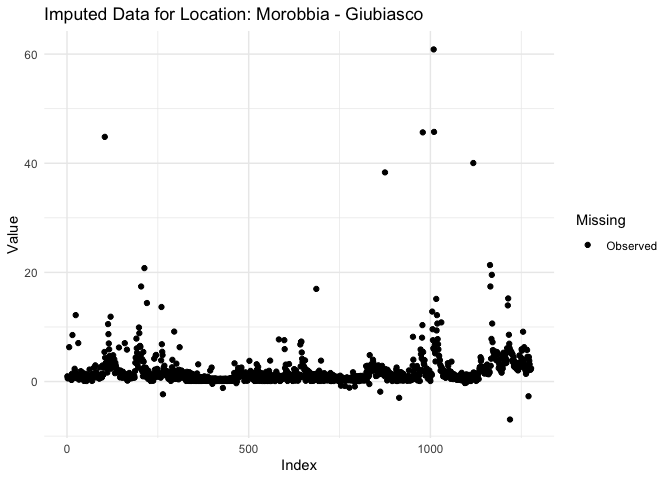 Imputed Data for Location: Morobbia - Giubiasco
60
40
20
0
Value
0
500
1000
Index
Missing
Observed